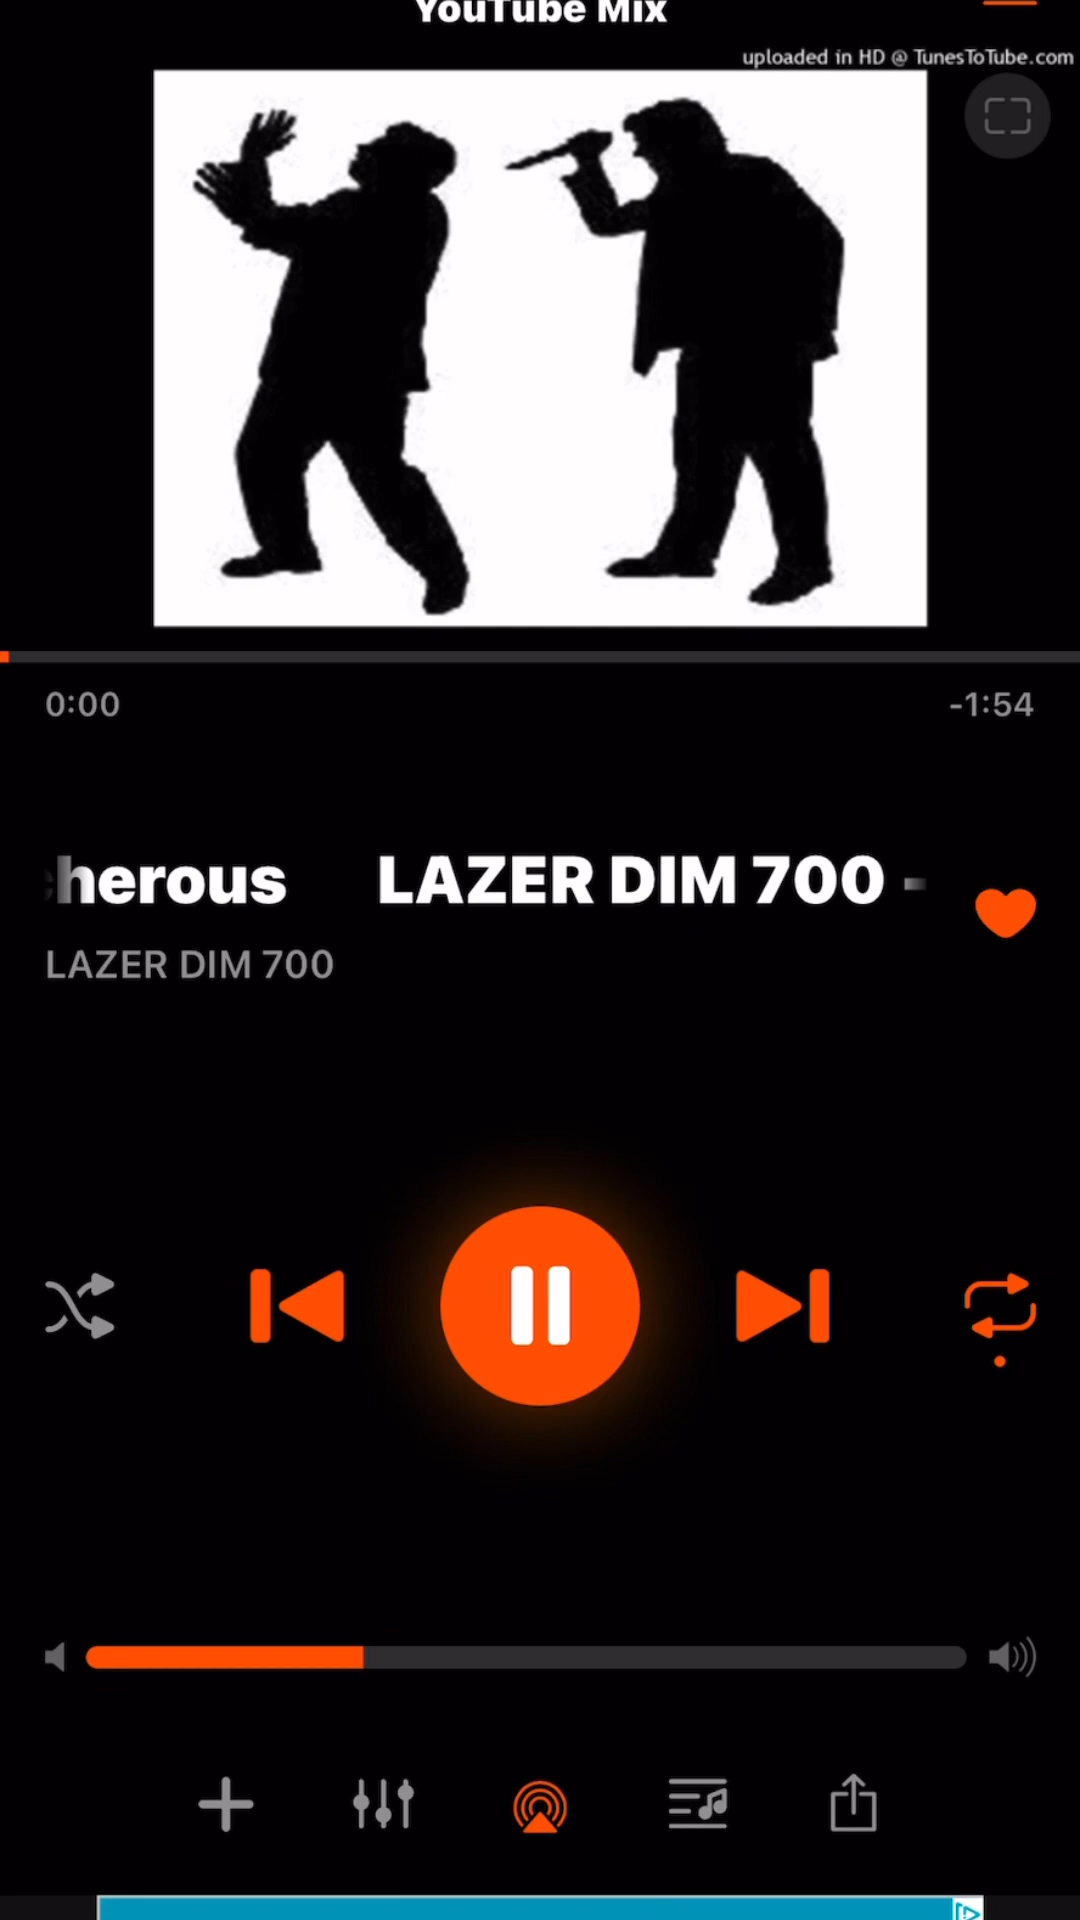 YouTube Mix
uploaded in HD @ TunesToTube.com
0:00
-1:54
herous LAZER DIM 700 -
LAZER DIM 700